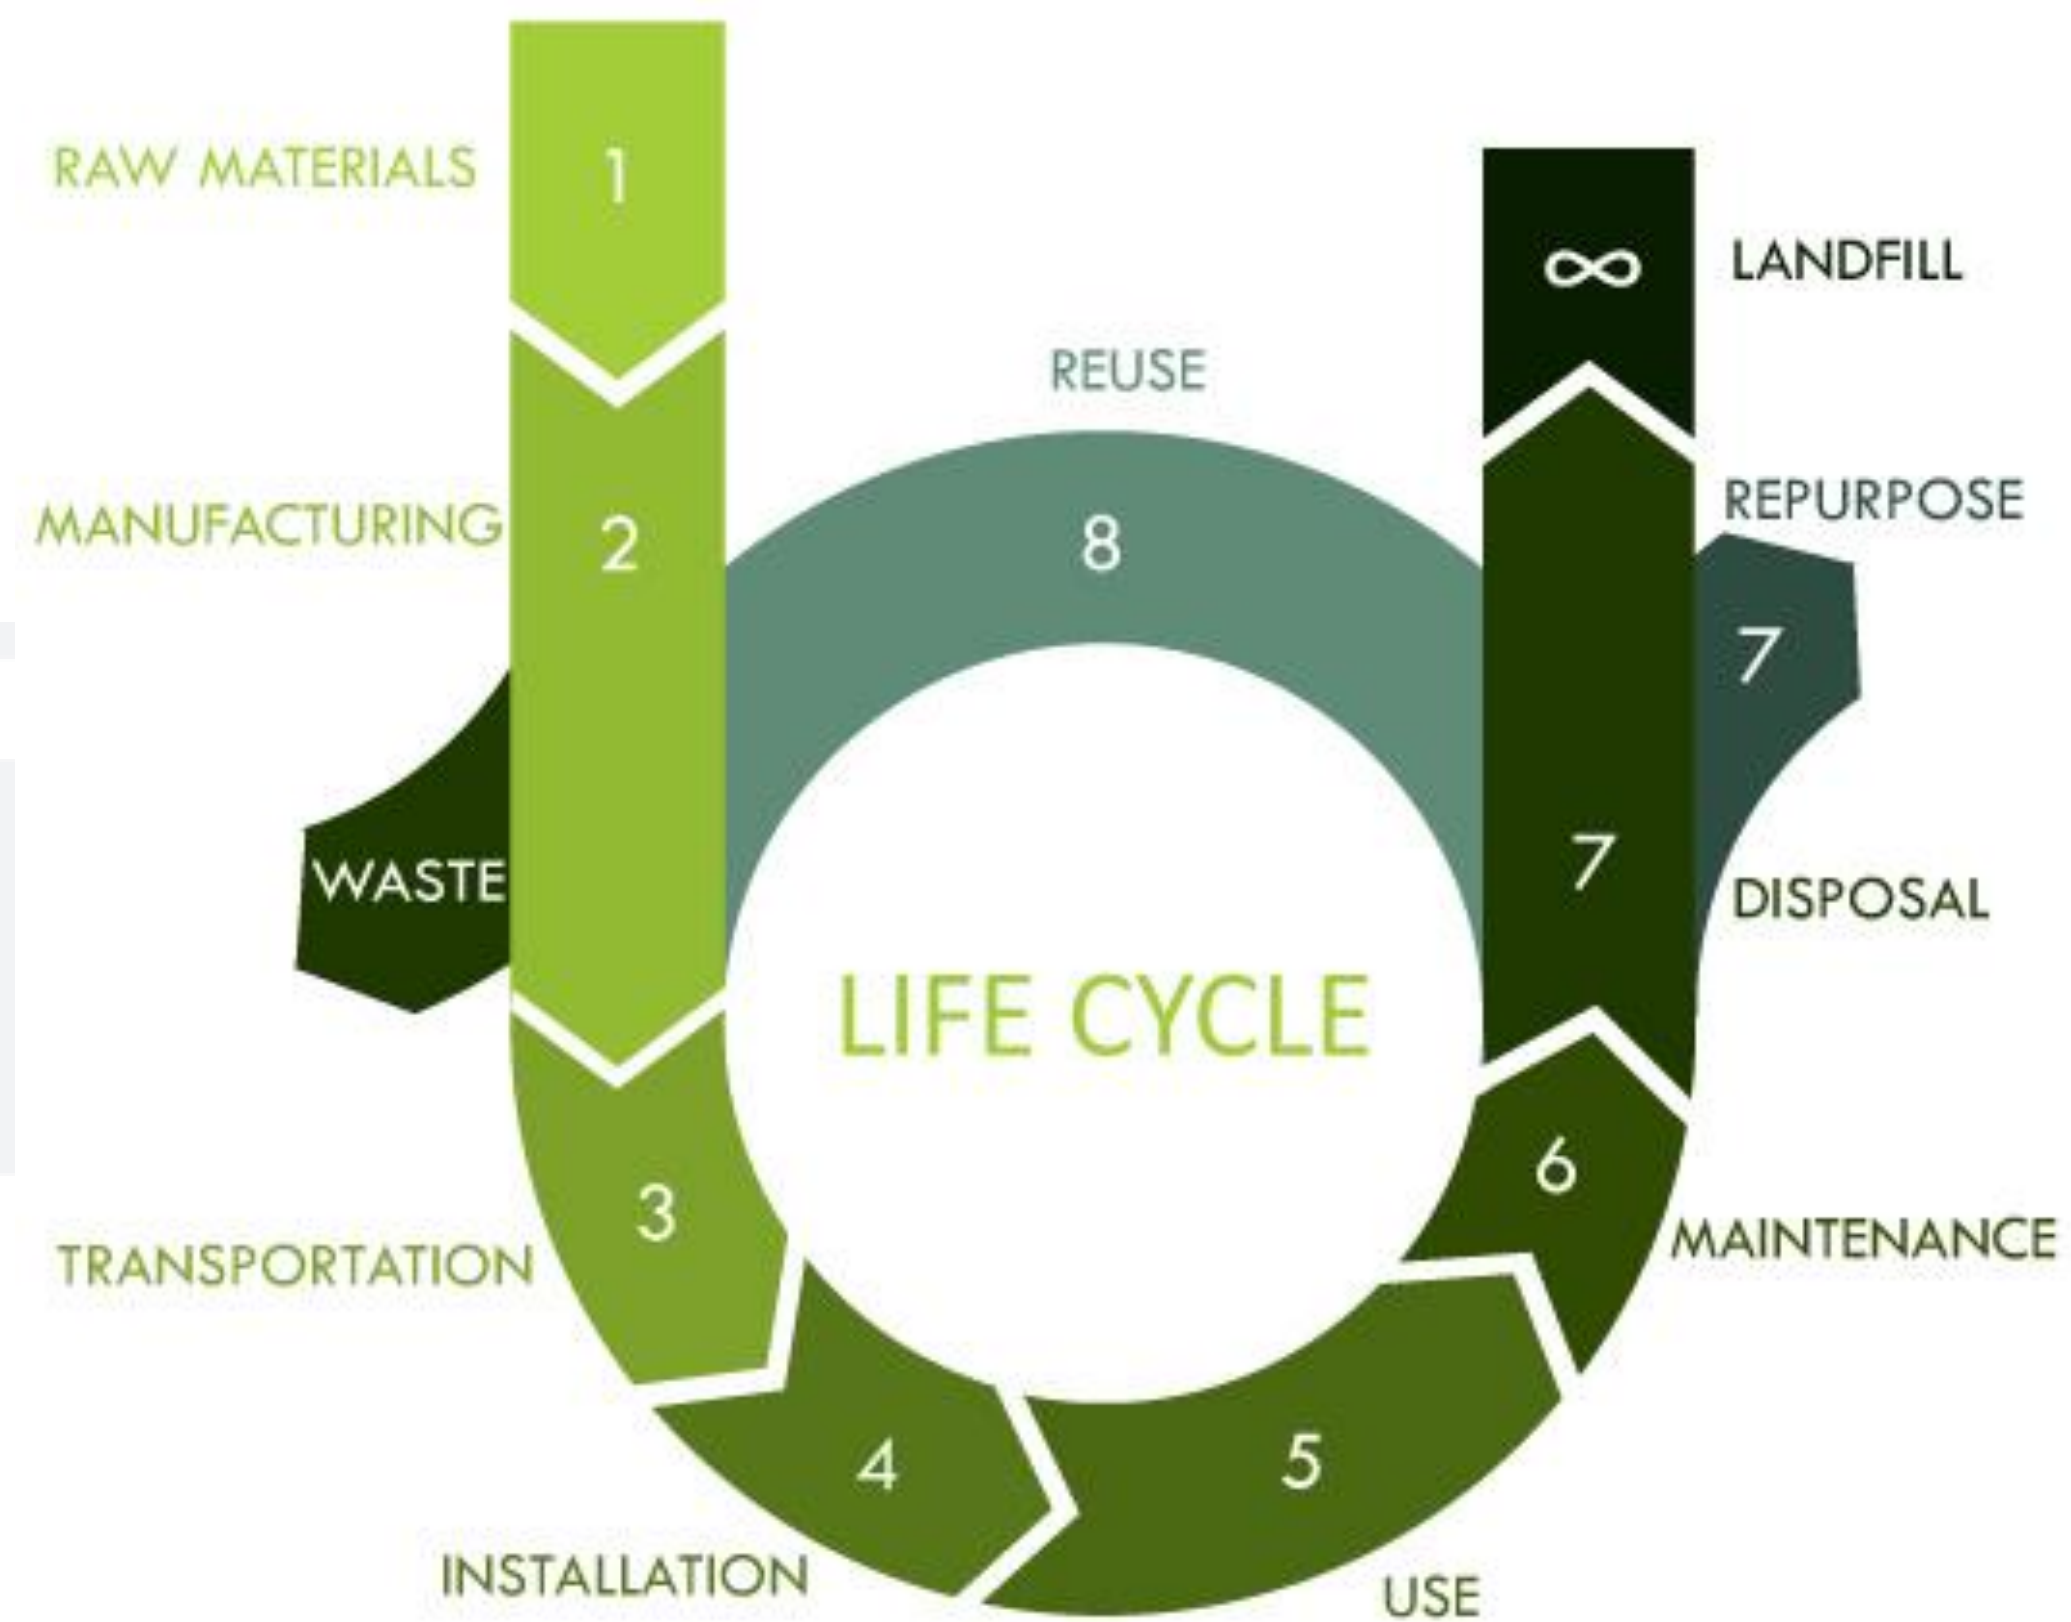 RAW MATERIALS
1
MANUFACTURING
2
WASTE
TRANSPORTATION
3
INSTALLATION
4
USE
5
MAINTENANCE
6
DISPOSAL
7
REPURPOSE
7
REUSE
8
LANDFILL
∞
LIFE CYCLE